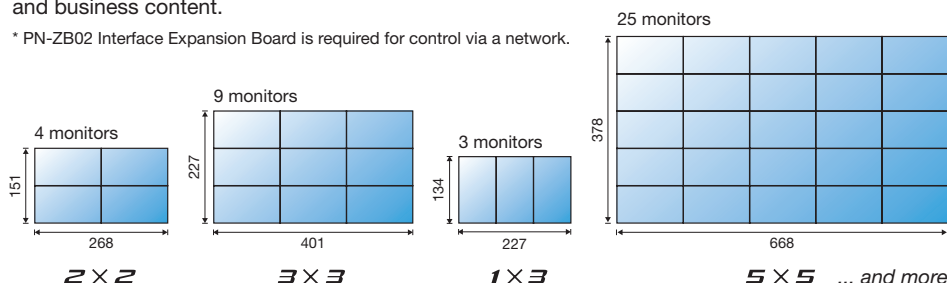 and business content.
* PN-ZB02 Interface Expansion Board is required for control via a network.
4 monitors
151
268
2×2
9 monitors
227
401
3×3
3 monitors
134
227
1×3
25 monitors
378
668
5×5 ... and more